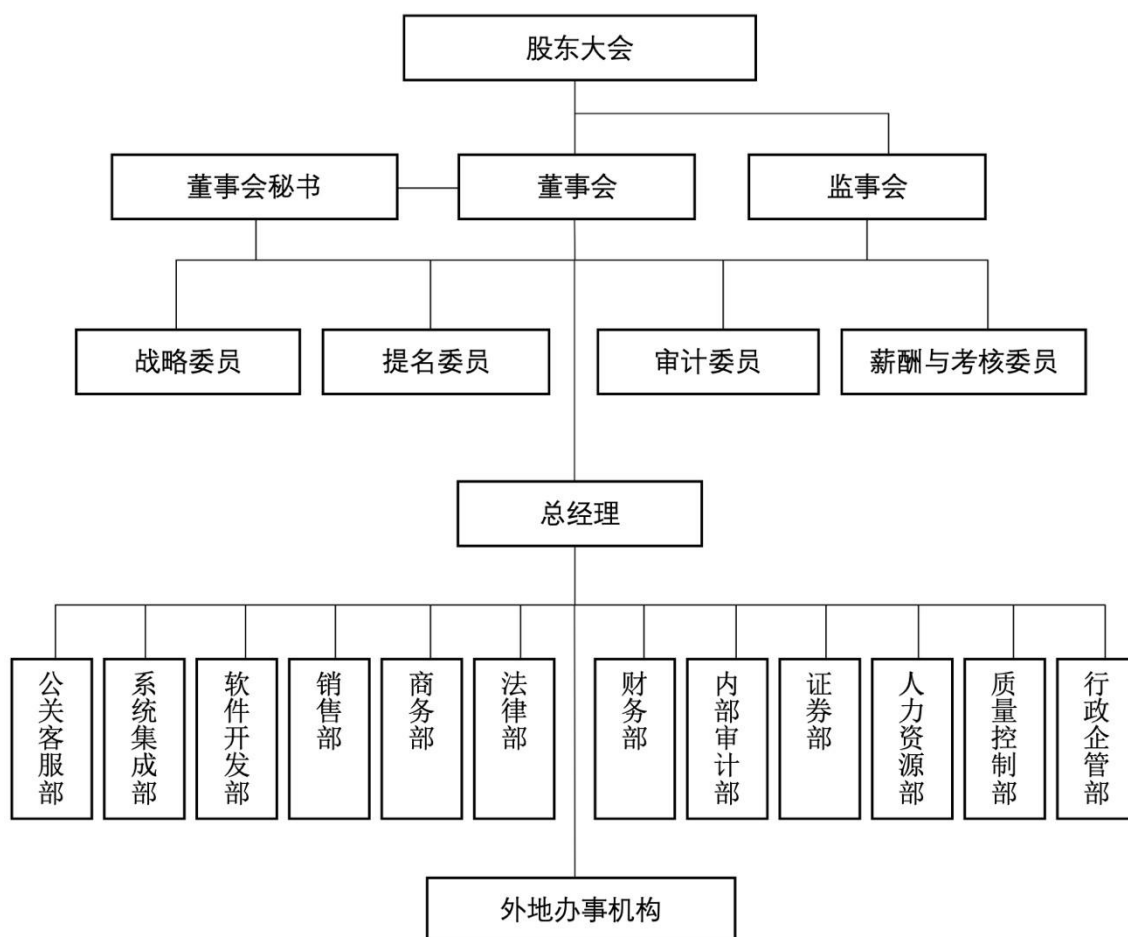 股东大会
董事会秘书
董事会
监事会
战略委员
提名委员
审计委员
薪酬与考核委员
总经理
公关客服部
系统集成部
软件开发部
销售部
商务部
法律部
财务部
内部审计部
证券部
人力资源部
质量控制部
行政企管部
外地办事机构